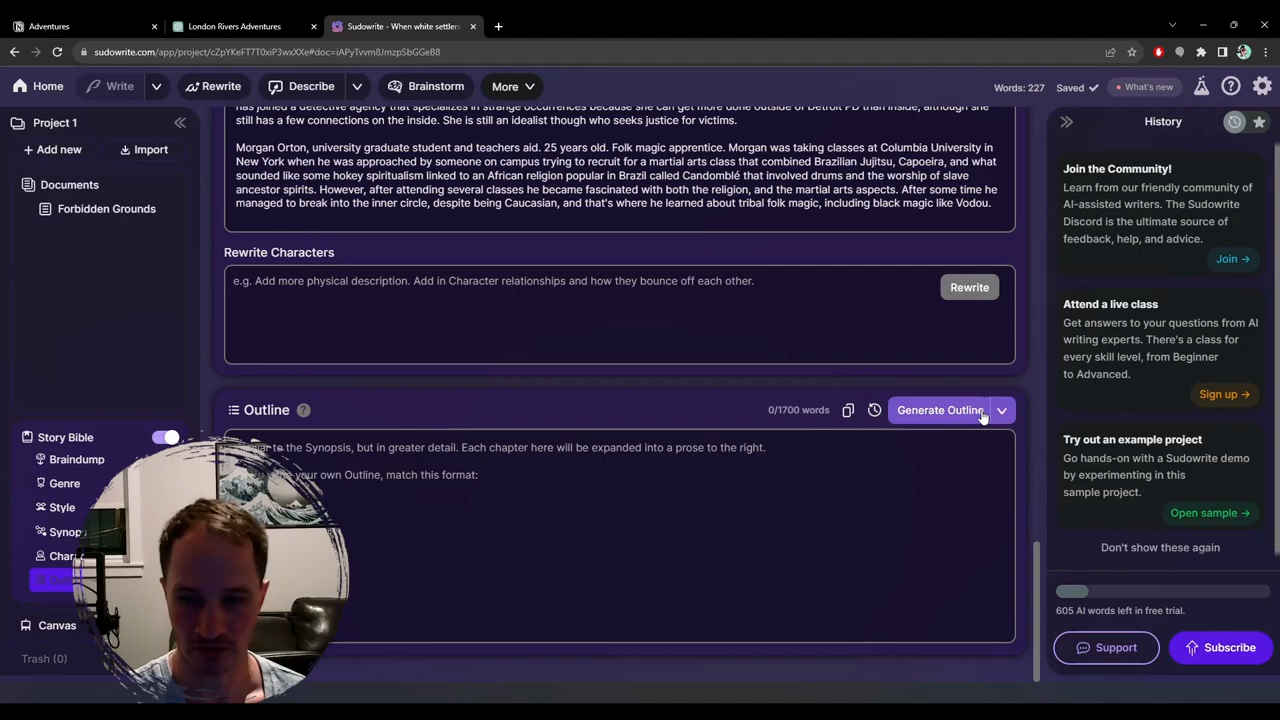 Adventures
London Rivers Adventures
Sudowrite - When white settlers
sudowrite.com/app/project/cZpYKeFT7T0xiP3wxXXe#doc=iAPyTvvm8JmzpSbGGeB8
Home
Write
Rewrite
Describe
Brainstorm
More
Words: 227
Saved
What's new
Project 1
+ Add new
Import
Documents
Forbidden Grounds
Story Bible
Braindump
Genre
Style
Canvas
Trash (0)
has joined a detective agency that specializes in strange occurrences because she can get more done outside of Detroit PD than inside, although she
still has a few connections on the inside. She is still an idealist though who seeks justice for victims.
Morgan Orton, university graduate student and teachers aid. 25 years old. Folk magic apprentice. Morgan was taking classes at Columbia University in
New York when he was approached by someone on campus trying to recruit for a martial arts class that combined Brazilian Jujitsu, Capoeira, and what
sounded like some hokey spiritualism linked to an African religion popular in Brazil called Candomblé that involved drums and the worship of slave
ancestor spirits. However, after attending several classes he became fascinated with both the religion, and the martial arts aspects. After some time he
managed to break into the inner circle, despite being Caucasian, and that's where he learned about tribal folk magic, including black magic like Vodou.
Rewrite Characters
e.g. Add more physical description. Add in Character relationships and how they bounce off each other.
Rewrite
Outline
?
0/1700 words
Generate Outline
to the Synopsis, but in greater detail. Each chapter here will be expanded into a prose to the right.
your own Outline, match this format:
History
Join the Community!
Learn from our friendly community of
AI-assisted writers. The Sudowrite
Discord is the ultimate source of
feedback, help, and advice.
Join →
Attend a live class
Get answers to your questions from AI
writing experts. There's a class for
every skill level, from Beginner
to Advanced.
Sign up →
Try out an example project
Go hands-on with a Sudowrite demo
by experimenting in this
sample project.
Open sample →
Don't show these again
605 AI words left in free trial.
Support
Subscribe